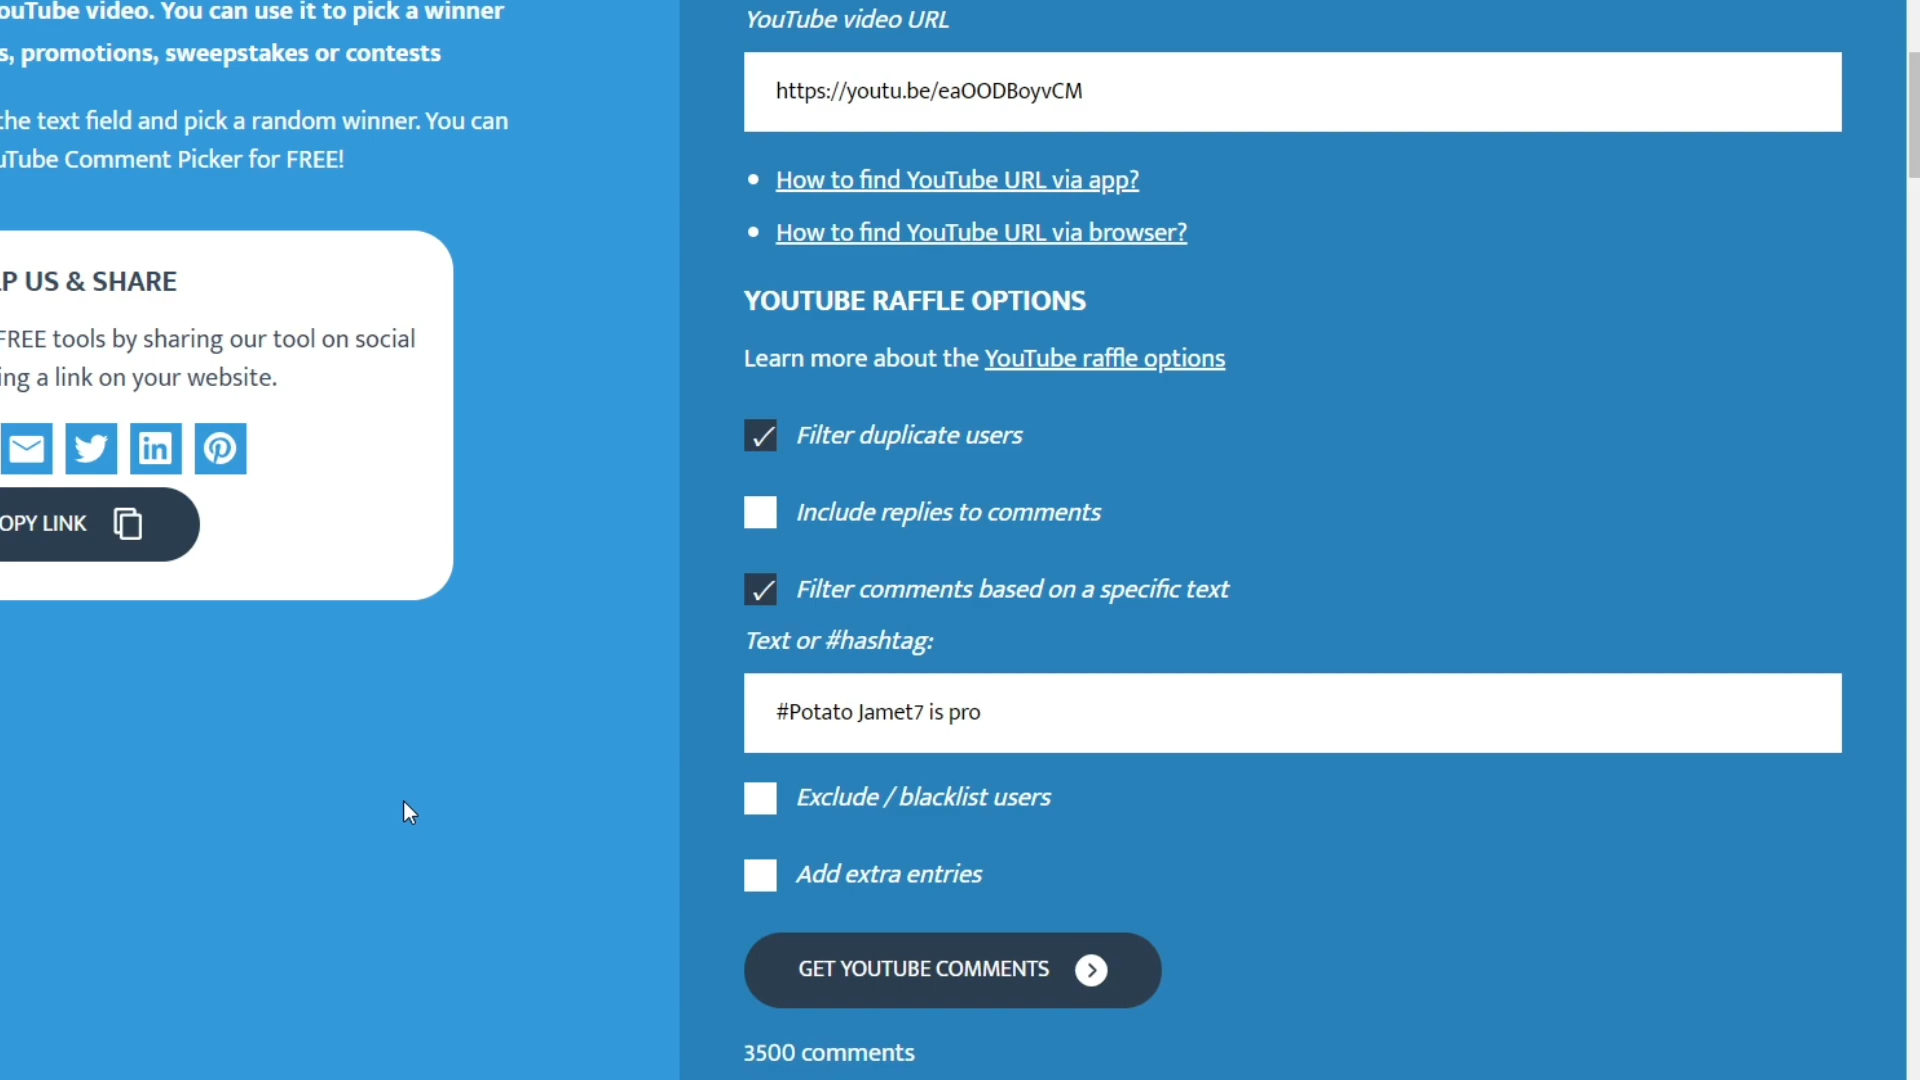 ouTube video. You can use it to pick a winner
s, promotions, sweepstakes or contests
the text field and pick a random winner. You can
uTube Comment Picker for FREE!
LP US & SHARE
FREE tools by sharing our tool on social
ing a link on your website.
OPY LINK
YouTube video URL
https://youtu.be/eaOODBoyvCM
How to find YouTube URL via app?
How to find YouTube URL via browser?
YOUTUBE RAFFLE OPTIONS
Learn more about the YouTube raffle options
Filter duplicate users
Include replies to comments
Filter comments based on a specific text
Text or #hashtag:
#Potato Jamet7 is pro
Exclude / blacklist users
Add extra entries
GET YOUTUBE COMMENTS
3500 comments